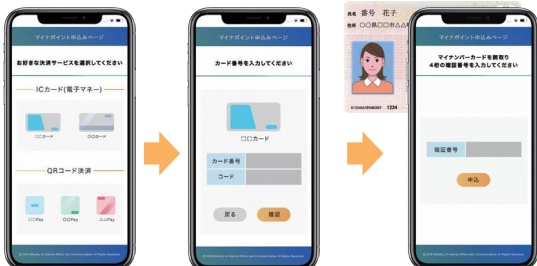 マイナポイント申込みページ
お好きな決済サービスを選択してください
ICカード(電子マネー)
□□カード
○○カード
QRコード決済
□□Pay
○○Pay
△△Pay
マイナポイント申込みページ
カード番号を入力してください
□□カード
カード番号
コード
戻る
確認
氏名 番号 花子
住所 ○○県□□市△△
1234
マイナポイント申込みページ
マイナンバーカードを読取り
4桁の暗証番号を入力してください
暗証番号
申込